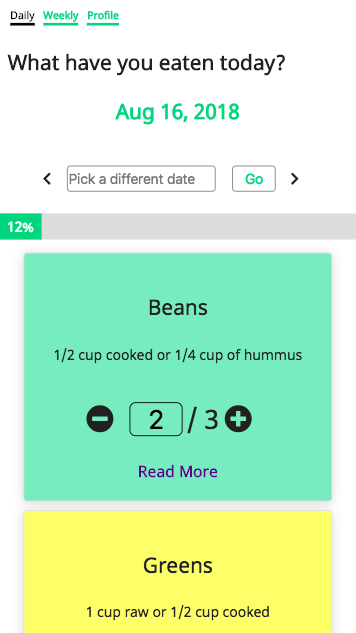 Daily Weekly Profile
What have you eaten today?
Aug 16, 2018
Pick a different date Go
12%
Beans
1/2 cup cooked or 1/4 cup of hummus
2 / 3
Read More
Greens
1 cup raw or 1/2 cup cooked